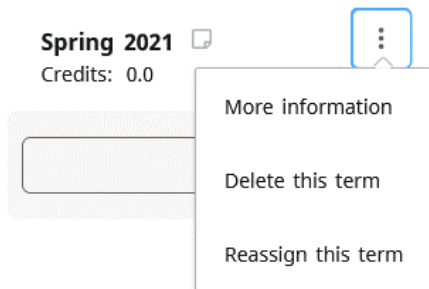 Spring 2021
Credits: 0.0
More information
Delete this term
Reassign this term